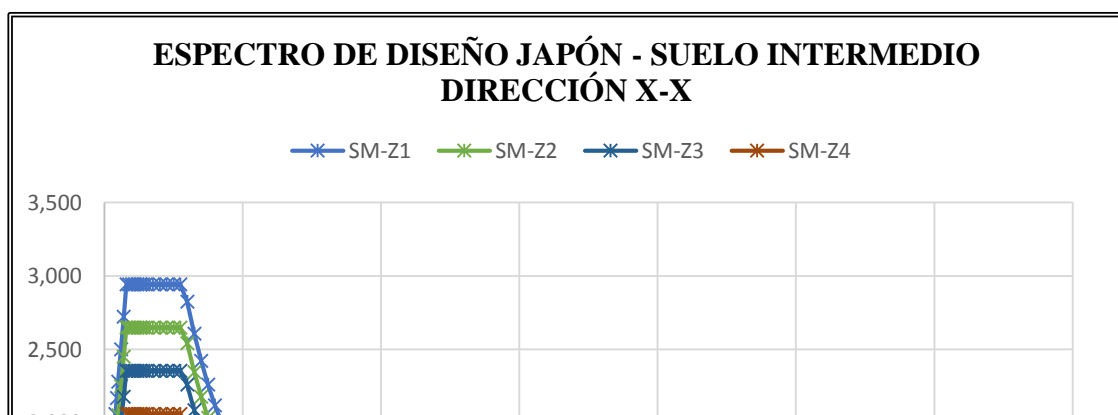 ESPECTRO DE DISEÑO JAPÓN - SUELO INTERMEDIO
DIRECCIÓN X-X
SM-Z1 SM-Z2 SM-Z3 SM-Z4
3,500
3,000
2,500